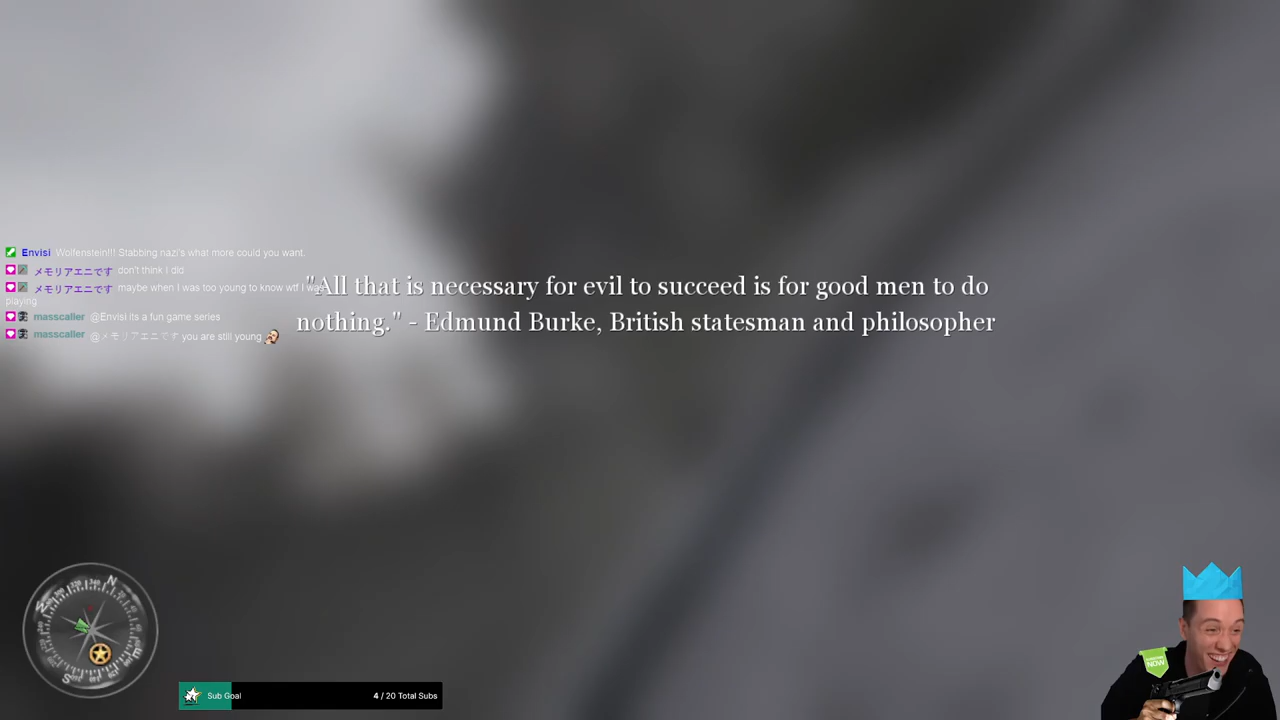 Envisi Wolfenstein!!! Stabbing nazi's what more could you want.
メモリアエニです don't think I did
maybe when I was too young to know wtf I was
メモリアエニです
playing
"All that is necessary for evil to succeed is for good men to do
nothing." - Edmund Burke, British statesman and philosopher
masscaller @Envisi its a fun game series
masscaller @メモリアエニです you are still young
N
E
S
Sub Goal 4 / 20 Total Subs
NOW